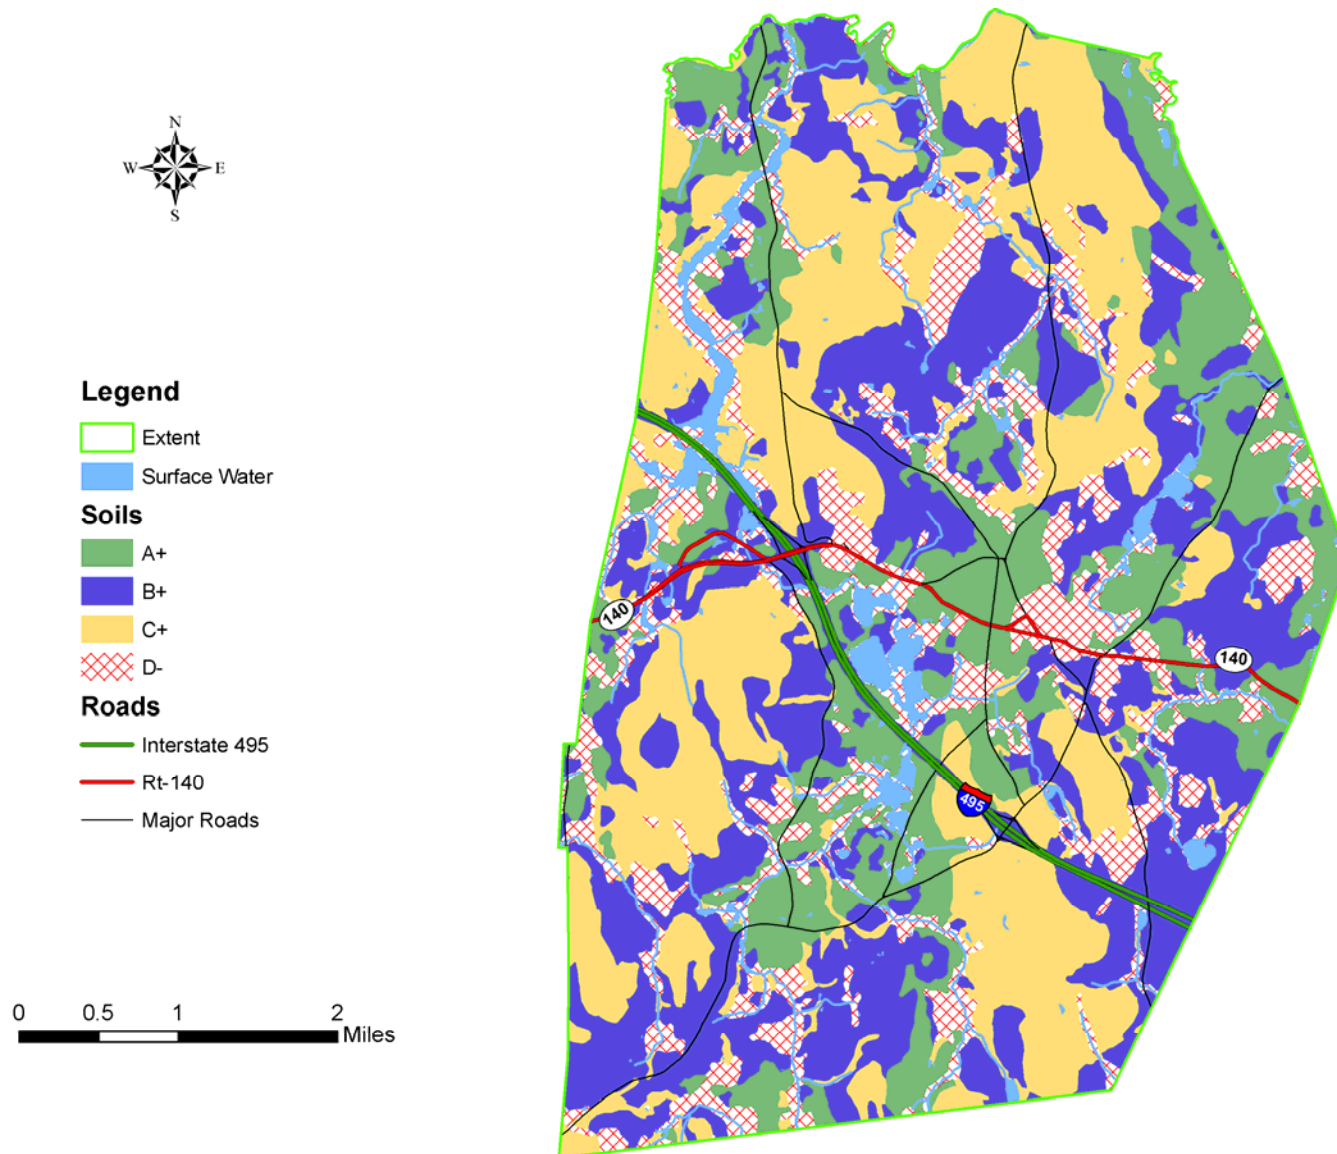 N
W E
S
Legend
Extent
Surface Water
Soils
A+
B+
C+
D-
Roads
Interstate 495
Rt-140
Major Roads
0 0.5 1 2
Miles
140
140
495